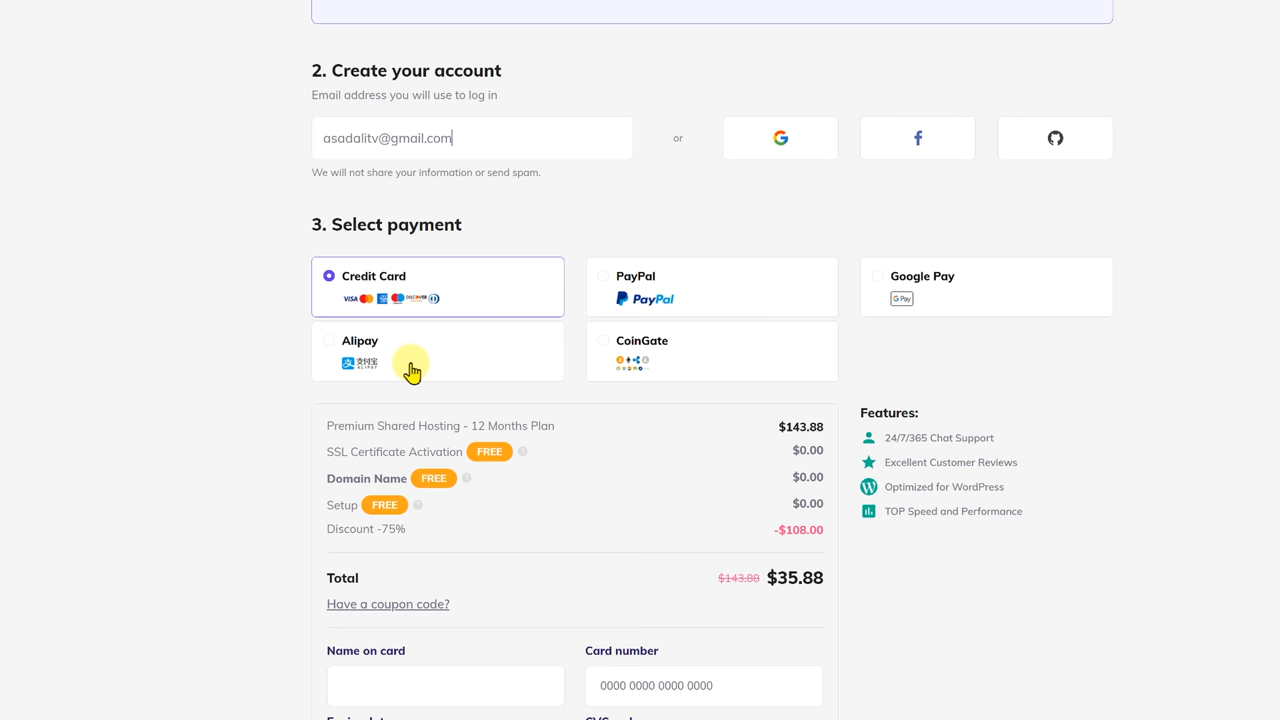 2. Create your account
Email address you will use to log in
asadalitv@gmail.com
or
G
f
We will not share your information or send spam.
3. Select payment
Credit Card
VISA DISCOVER
PayPal
PayPal
Google Pay
G Pay
Alipay
支 支付宝
ALIPAY
CoinGate
Premium Shared Hosting - 12 Months Plan $143.88
SSL Certificate Activation FREE ? $0.00
Domain Name FREE ? $0.00
Setup FREE ? $0.00
Discount -75% -$108.00
Total $143.88 $35.88
Have a coupon code?
Name on card
Card number
0000 0000 0000 0000
Features:
24/7/365 Chat Support
Excellent Customer Reviews
Optimized for WordPress
TOP Speed and Performance